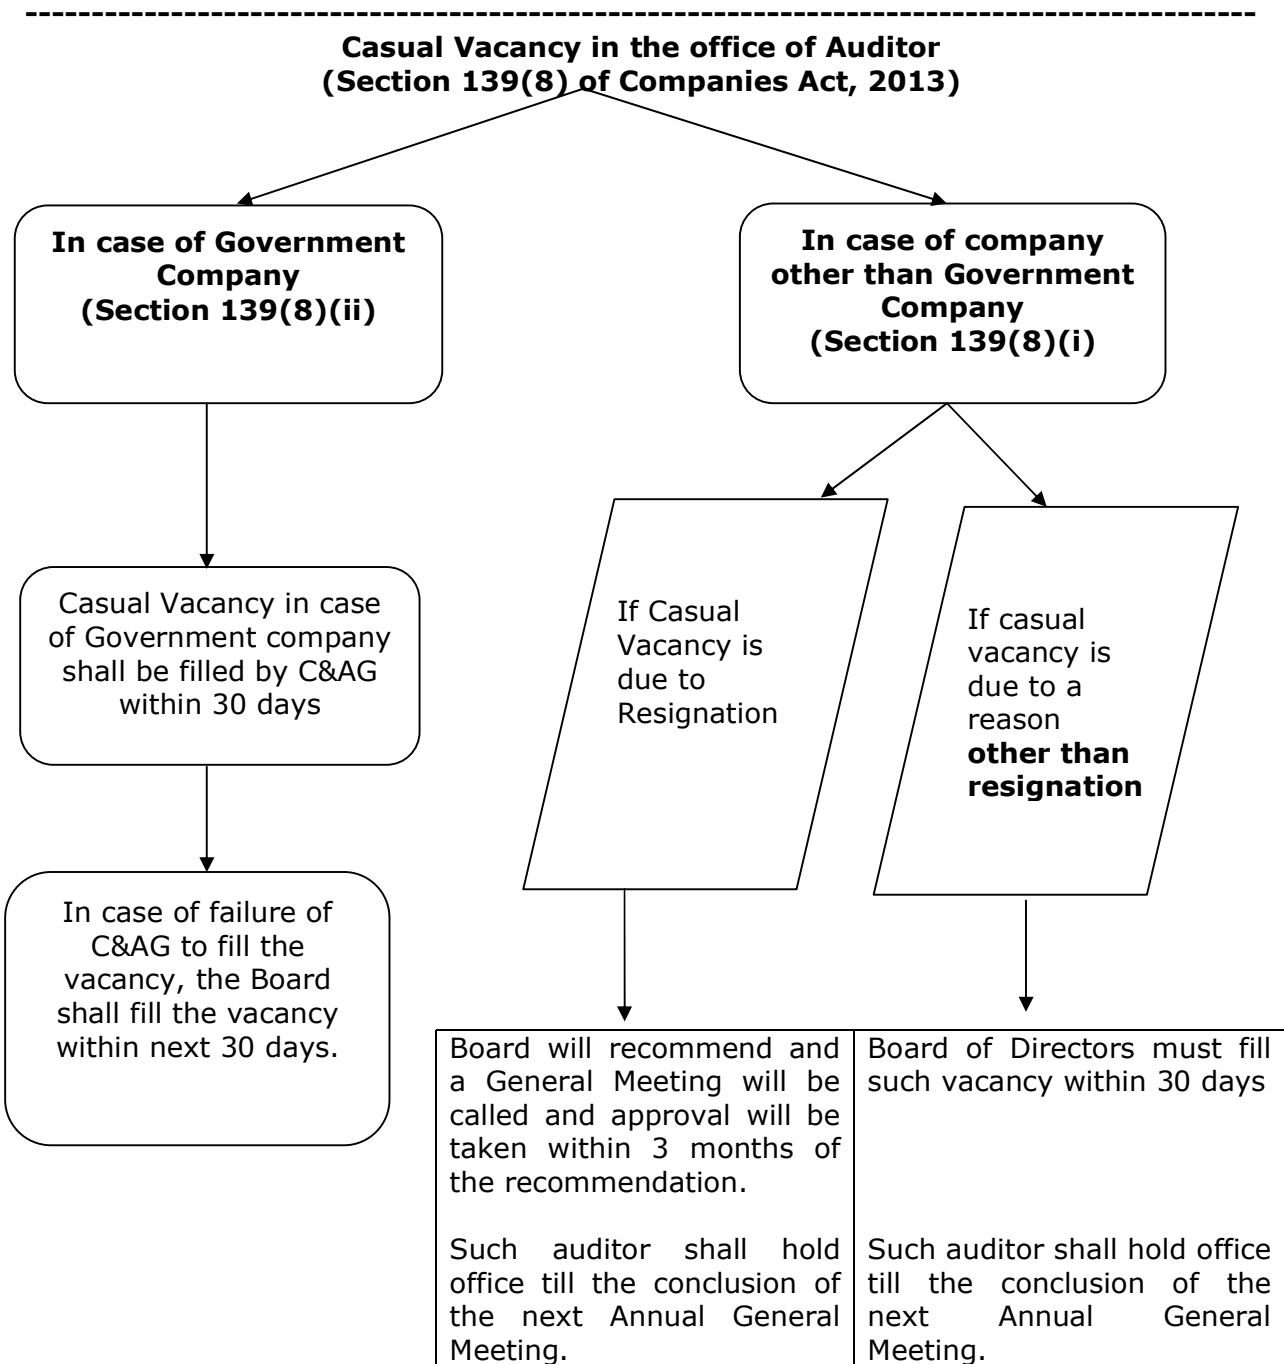 Casual Vacancy in the office of Auditor
(Section 139(8) of Companies Act, 2013)
In case of Government
Company
(Section 139(8)(ii)
In case of company
other than Government
Company
(Section 139(8)(i)
Casual Vacancy in case
of Government company
shall be filled by C&AG
within 30 days
If Casual
Vacancy is
due to
Resignation
If casual
vacancy is
due to a
reason
other than
resignation
In case of failure of
C&AG to fill the
vacancy, the Board
shall fill the vacancy
within next 30 days.
Board will recommend and
a General Meeting will be
called and approval will be
taken within 3 months of
the recommendation.
Such auditor shall hold
office till the conclusion of
the next Annual General
Meeting.
Board of Directors must fill
such vacancy within 30 days
Such auditor shall hold office
till the conclusion of the
next Annual General
Meeting.